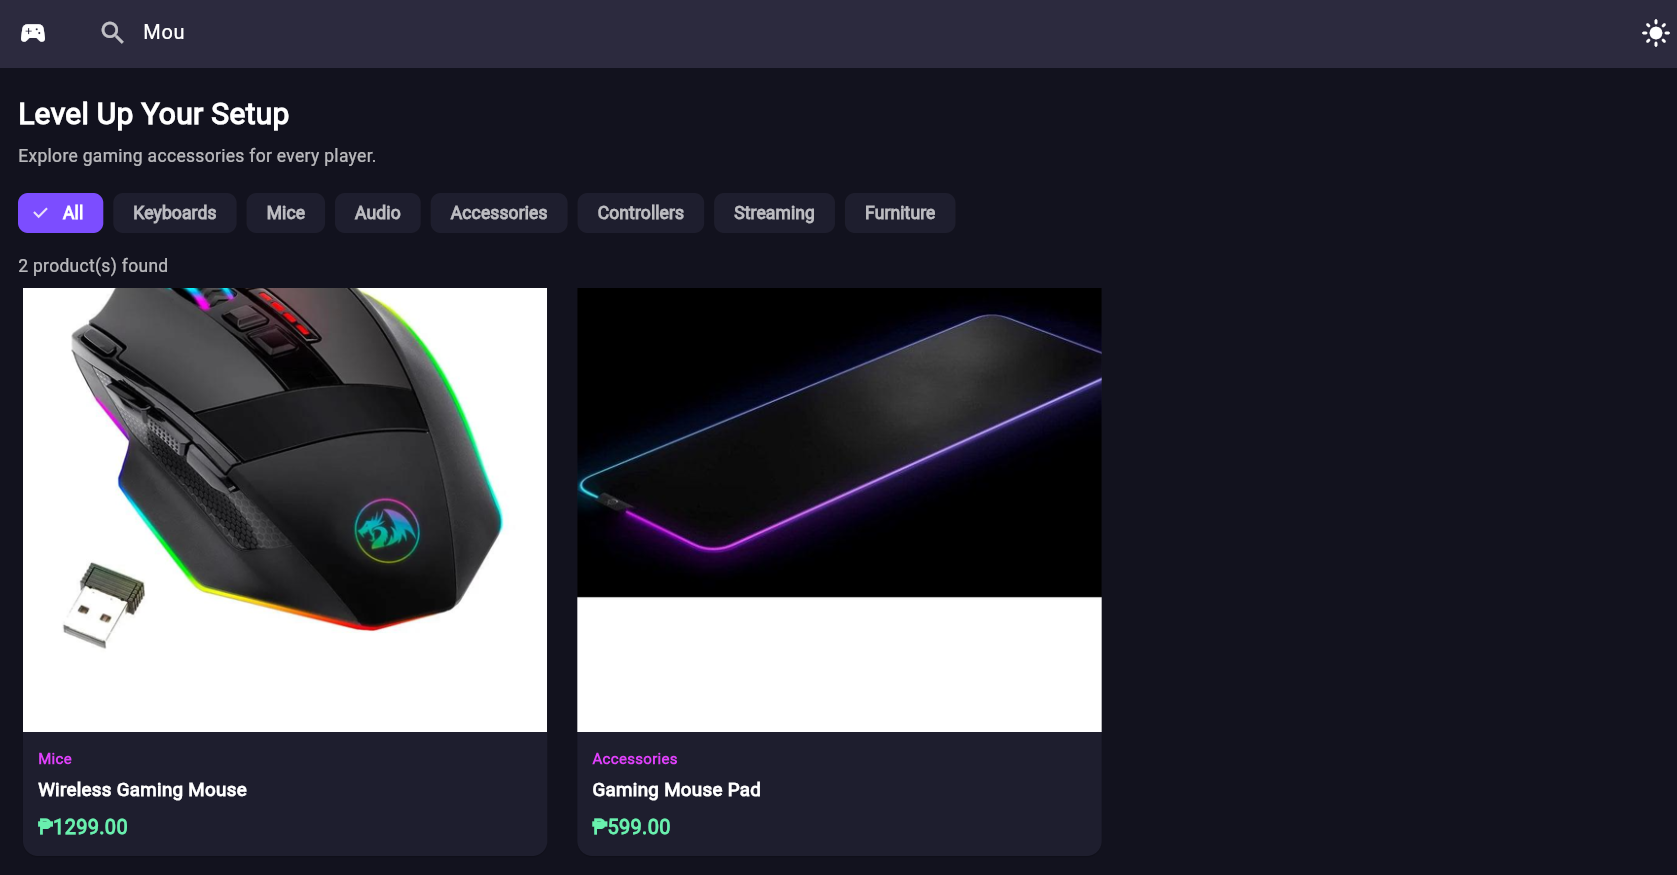 Mou
Level Up Your Setup
Explore gaming accessories for every player.
All Keyboards Mice Audio Accessories Controllers Streaming Furniture
2 product(s) found
Mice
Wireless Gaming Mouse
₱1299.00
Accessories
Gaming Mouse Pad
₱599.00